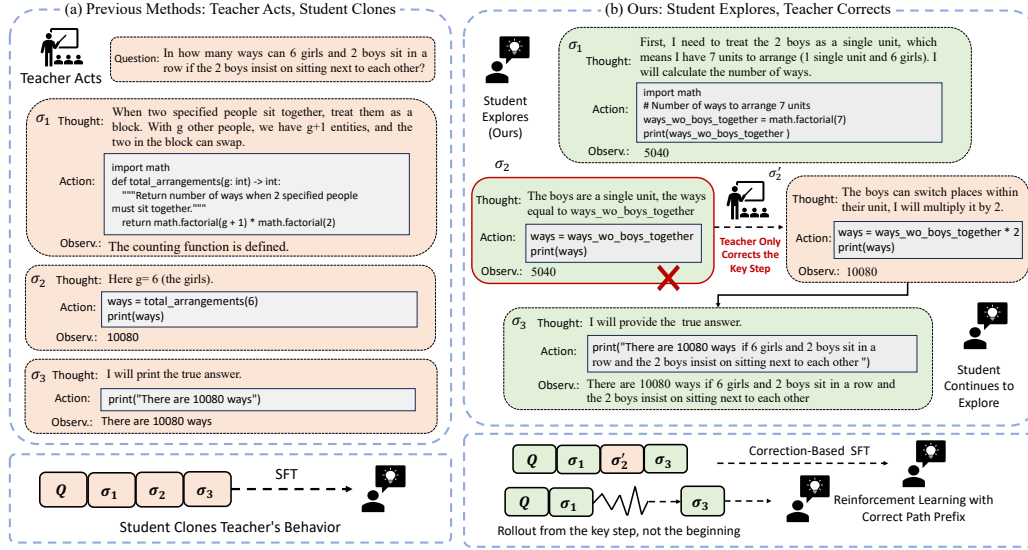 (a) Previous Methods: Teacher Acts, Student Clones
Teacher Acts
Question: In how many ways can 6 girls and 2 boys sit in a
row if the 2 boys insist on sitting next to each other?
σ1 Thought: When two specified people sit together, treat them as a
block. With g other people, we have g+1 entities, and the
two in the block can swap.
Action:
import math
def total_arrangements(g: int) -> int:
"""Return number of ways when 2 specified people
must sit together."""
return math.factorial(g + 1) * math.factorial(2)
Observ.: The counting function is defined.
σ2 Thought: Here g= 6 (the girls).
Action:
ways = total_arrangements(6)
print(ways)
Observ.: 10080
σ3 Thought: I will print the true answer.
Action: print("There are 10080 ways")
Observ.: There are 10080 ways
Q σ1 σ2 σ3 SFT
Student Clones Teacher's Behavior
(b) Ours: Student Explores, Teacher Corrects
Student
Explores
(Ours)
σ1
Thought: First, I need to treat the 2 boys as a single unit, which
means I have 7 units to arrange (1 single unit and 6 girls). I
will calculate the number of ways.
Action:
import math
# Number of ways to arrange 7 units
ways_wo_boys_together = math.factorial(7)
print(ways_wo_boys_together )
Observ.: 5040
σ2
Thought: The boys are a single unit, the ways
equal to ways_wo_boys_together
Action:
ways = ways_wo_boys_together
print(ways)
Observ.: 5040
Teacher Only
Corrects the
Key Step
σ2′
Thought: The boys can switch places within
their unit, I will multiply it by 2.
Action:
ways = ways_wo_boys_together * 2
print(ways)
Observ.: 10080
σ3 Thought: I will provide the true answer.
Action:
print("There are 10080 ways if 6 girls and 2 boys sit in a
row and the 2 boys insist on sitting next to each other ")
Observ.: There are 10080 ways if 6 girls and 2 boys sit in a row and
the 2 boys insist on sitting next to each other
Student
Continues to
Explore
Q σ1 σ2′ σ3 Correction-Based SFT
Q σ1 σ3
Rollout from the key step, not the beginning
Reinforcement Learning with
Correct Path Prefix